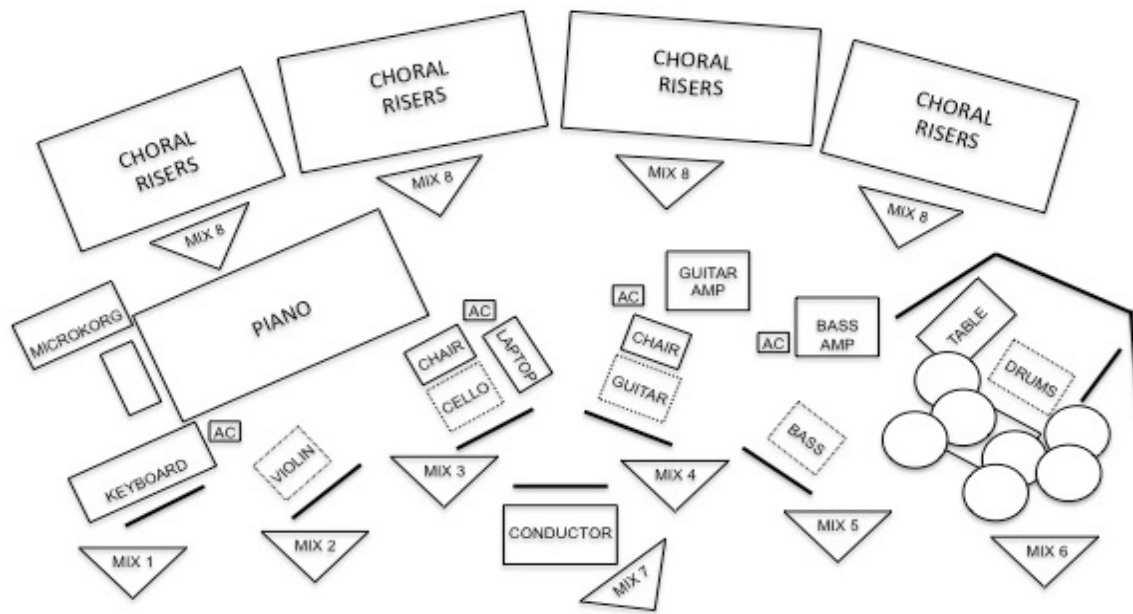 CHORAL
RISERS
CHORAL
RISERS
CHORAL
RISERS
CHORAL
RISERS
MIX 8
MIX 8
MIX 8
MIX 8
MICROKORG
PIANO
AC
CHAIR
LAPTOP
CELLO
AC
GUITAR
AMP
CHAIR
GUITAR
AC
BASS
AMP
TABLE
DRUMS
KEYBOARD
AC
VIOLIN
BASS
MIX 1
MIX 2
MIX 3
CONDUCTOR
MIX 7
MIX 4
MIX 5
MIX 6